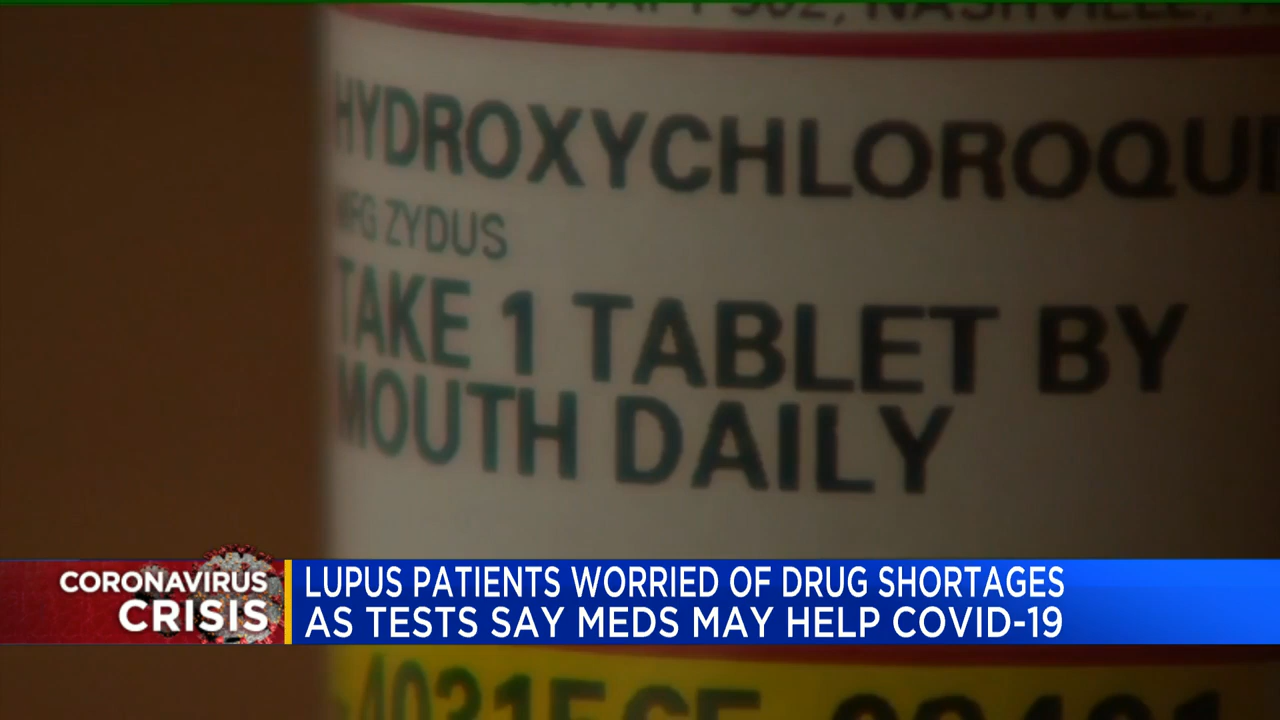 NASHVILLE,
HYDROXYCHLOROQU
MFG ZYDUS
TAKE 1 TABLET BY
MOUTH DAILY
CORONAVIRUS
CRISIS
LUPUS PATIENTS WORRIED OF DRUG SHORTAGES
AS TESTS SAY MEDS MAY HELP COVID-19